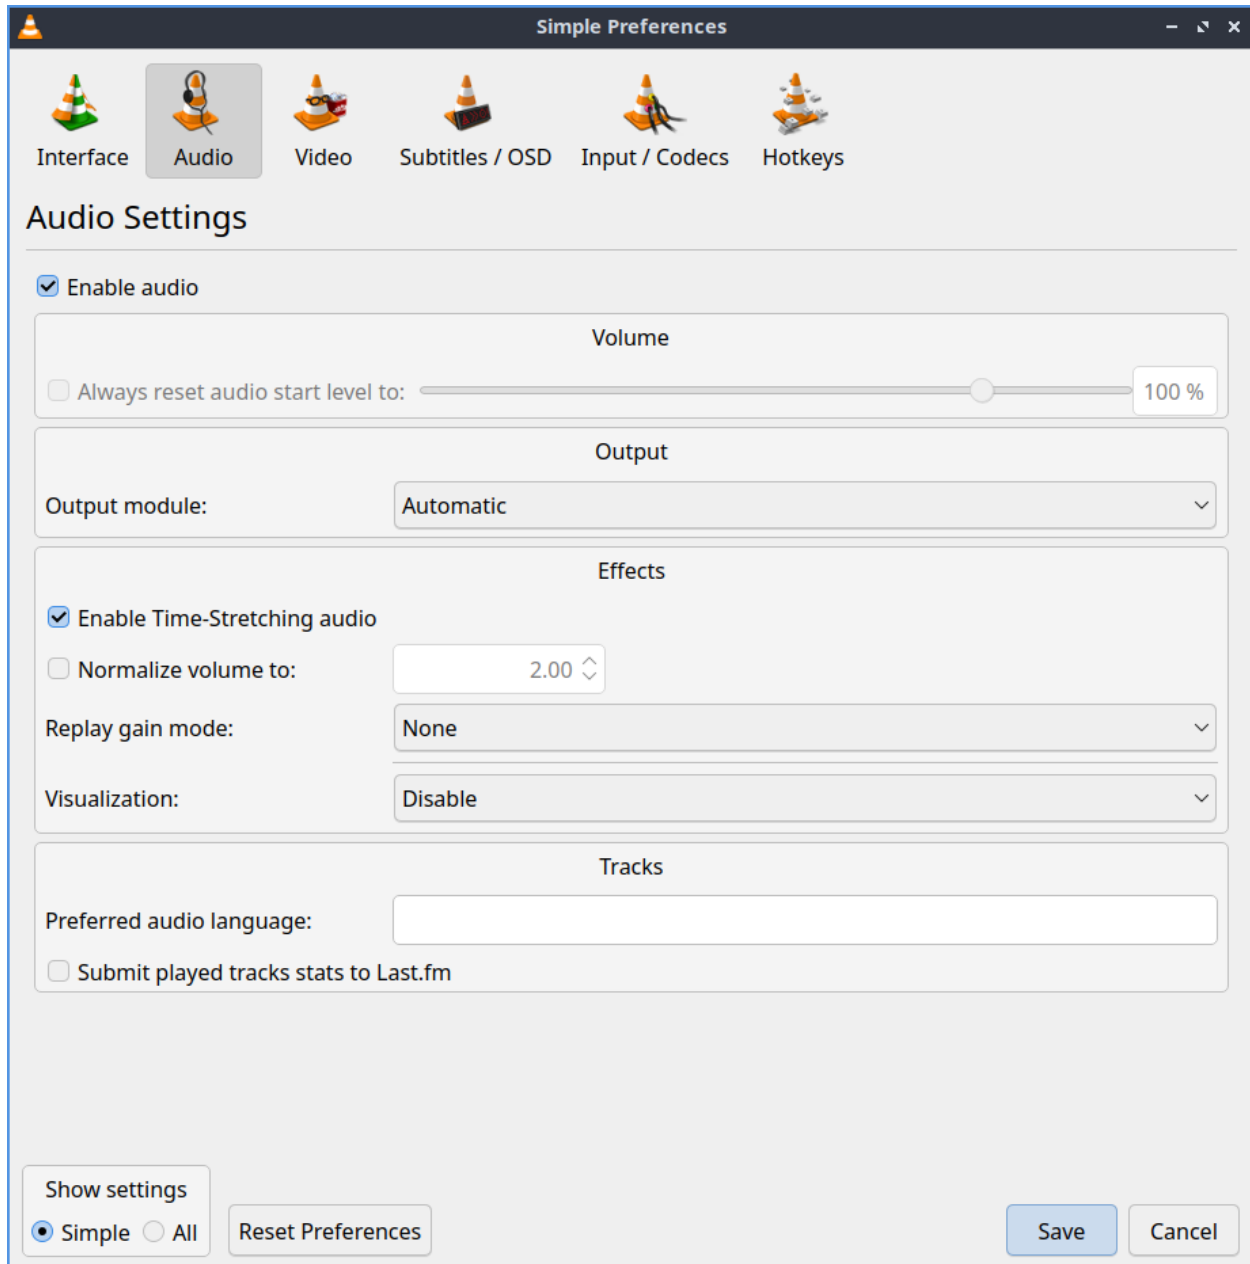 Simple Preferences
Interface Audio Video Subtitles / OSD Input / Codecs Hotkeys
Audio Settings
Enable audio
Volume
Always reset audio start level to: 100 %
Output
Output module: Automatic
Effects
Enable Time-Stretching audio
Normalize volume to: 2.00
Replay gain mode: None
Visualization: Disable
Tracks
Preferred audio language:
Submit played tracks stats to Last.fm
Show settings
Simple All Reset Preferences Save Cancel